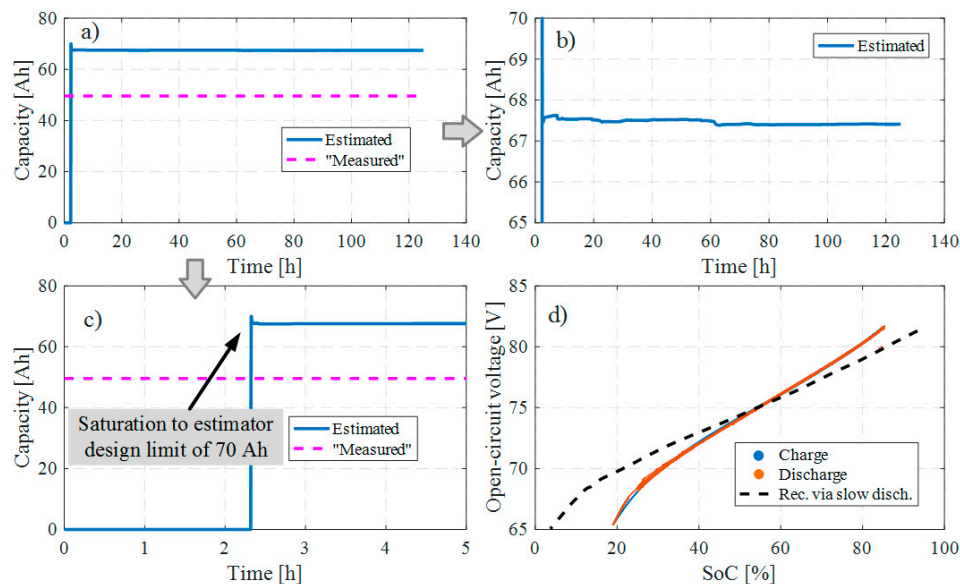 a)
Capacity [Ah]
80
60
40
20
0
Estimated
"Measured"
0 20 40 60 80 100 120 140
Time [h]
b)
Capacity [Ah]
70
69
68
67
66
65
Estimated
0 20 40 60 80 100 120 140
Time [h]
c)
Capacity [Ah]
80
60
40
20
0
Saturation to estimator
design limit of 70 Ah
Estimated
"Measured"
0 1 2 3 4 5
Time [h]
d)
Open-circuit voltage [V]
85
80
75
70
65
Charge
Discharge
Rec. via slow disch.
0 20 40 60 80 100
SoC [%]